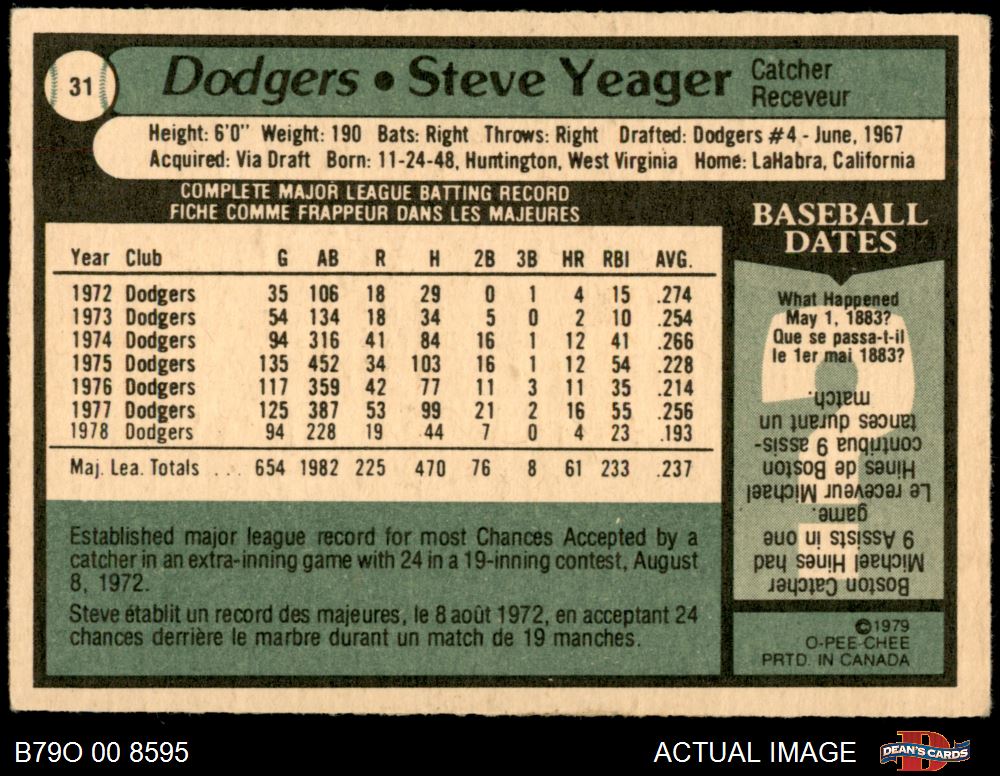 31
Dodgers • Steve Yeager
Catcher
Receveur
Height: 6'0" Weight: 190 Bats: Right Throws: Right Drafted: Dodgers #4 - June, 1967
Acquired: Via Draft Born: 11-24-48, Huntington, West Virginia Home: LaHabra, California
COMPLETE MAJOR LEAGUE BATTING RECORD
FICHE COMME FRAPPEUR DANS LES MAJEURES
Year Club G AB R H 2B 3B HR RBI AVG.
1972 Dodgers 35 106 18 29 0 1 4 15 .274
1973 Dodgers 54 134 18 34 5 0 2 10 .254
1974 Dodgers 94 316 41 84 16 1 12 41 .266
1975 Dodgers 135 452 34 103 16 1 12 54 .228
1976 Dodgers 117 359 42 77 11 3 11 35 .214
1977 Dodgers 125 387 53 99 21 2 16 55 .256
1978 Dodgers 94 228 19 44 7 0 4 23 .193
Maj. Lea. Totals ... 654 1982 225 470 76 8 61 233 .237
Established major league record for most Chances Accepted by a
catcher in an extra-inning game with 24 in a 19-inning contest, August
8, 1972.
Steve établit un record des majeures, le 8 août 1972, en acceptant 24
chances derrière le marbre durant un match de 19 manches.
BASEBALL
DATES
What Happened
May 1, 1883?
Que se passa-t-il
le 1er mai 1883?
Boston Catcher
Michael Hines had
9 Assists in one
game.
Le receveur Michael
Hines de Boston
contribua 9 assis-
tances durant un
match.
©1979
O-PEE-CHEE
PRTD. IN CANADA
B79O 00 8595
ACTUAL IMAGE
DEAN'S CARDS